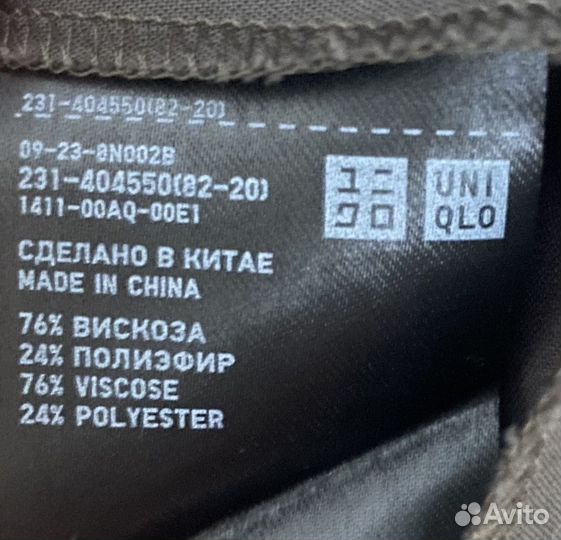 231-404550(82-20)
09-23-8N002B
231-404550(82-20)
1411-00AQ-00E1
ユニ
クロ
UNI
QLO
СДЕЛАНО В КИТАЕ
MADE IN CHINA
76% ВИСКОЗА
24% ПОЛИЭФИР
76% VISCOSE
24% POLYESTER
Avito